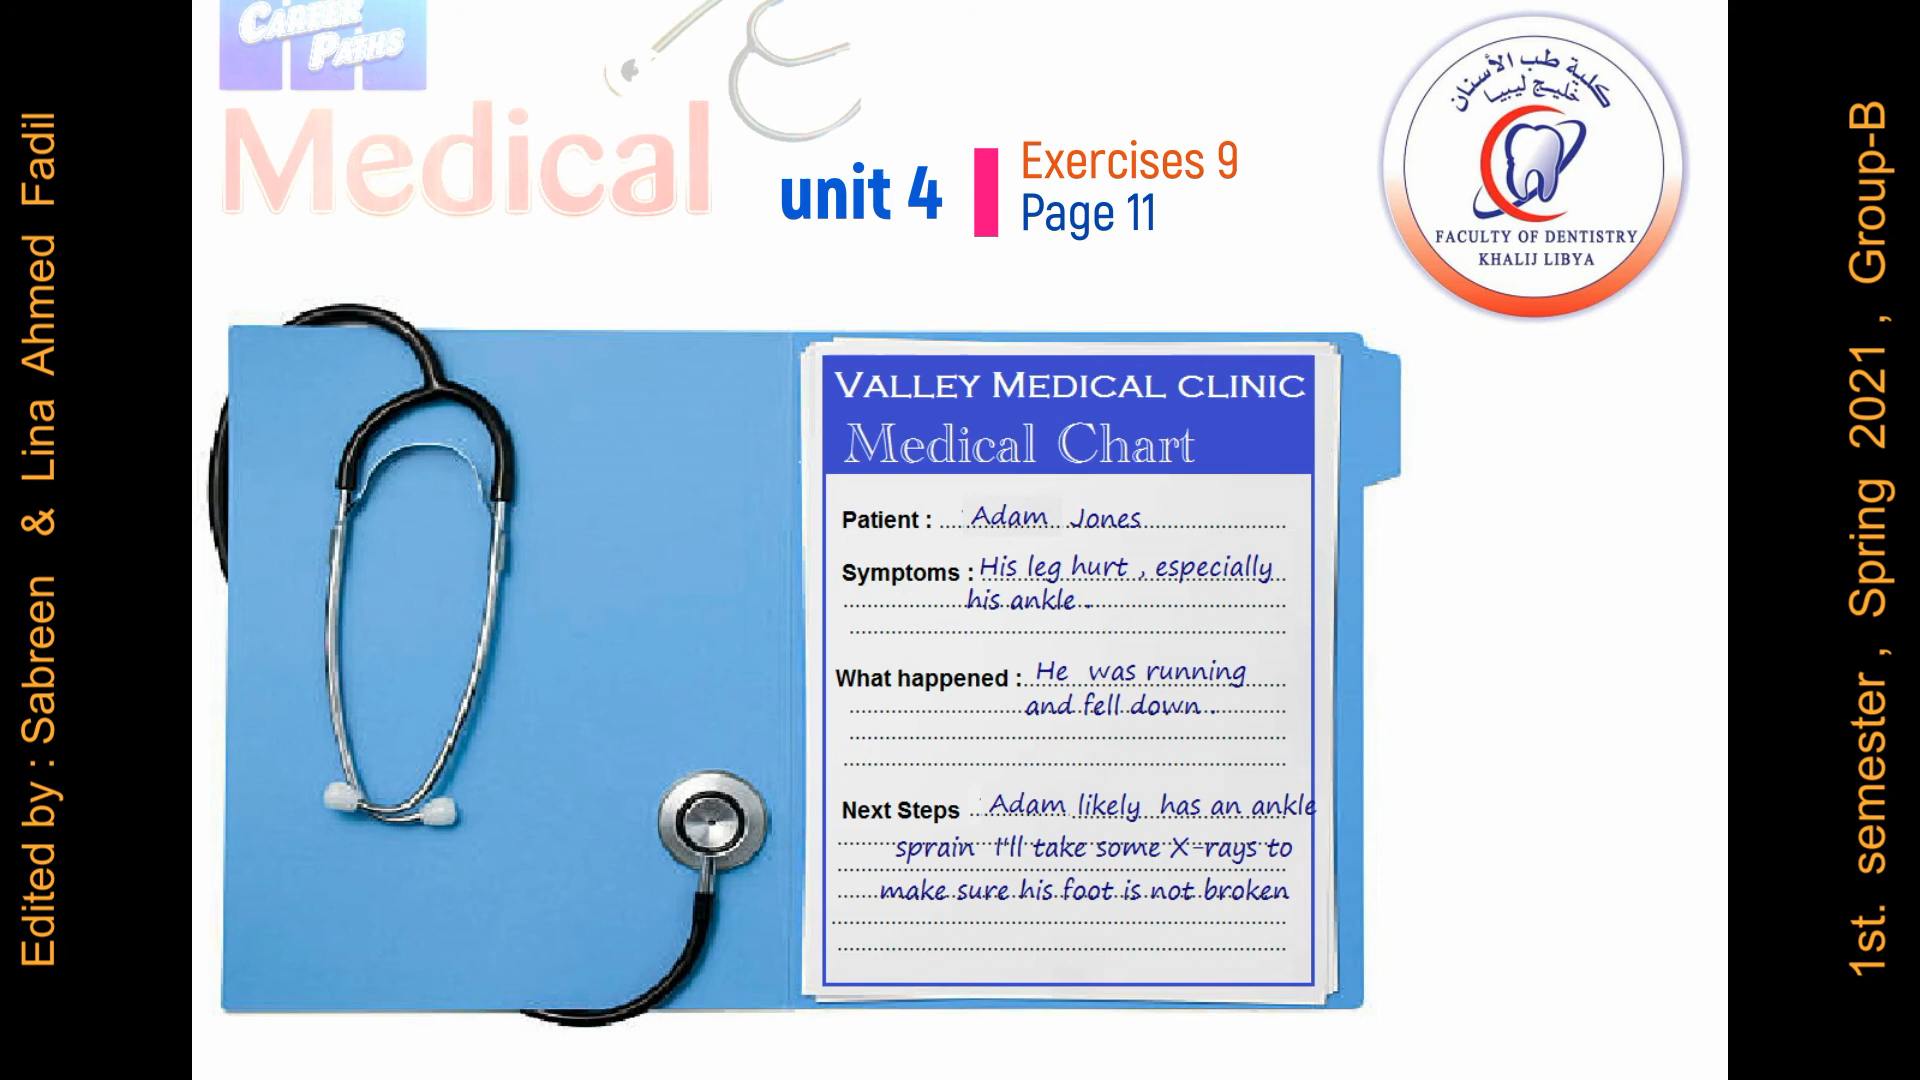 CAREER
PATHS
Medical
unit 4
Exercises 9
Page 11
كلية طب الأسنان
خليج ليبيا
FACULTY OF DENTISTRY
KHALIJ LIBYA
VALLEY MEDICAL CLINIC
Medical Chart
Patient : Adam Jones
Symptoms : His leg hurt , especially
his ankle .
What happened : He was running
and fell down .
Next Steps Adam likely has an ankle
sprain I'll take some X-rays to
make sure his foot is not broken
Edited by : Sabreen & Lina Ahmed Fadil
1st. semester , Spring 2021 , Group-B